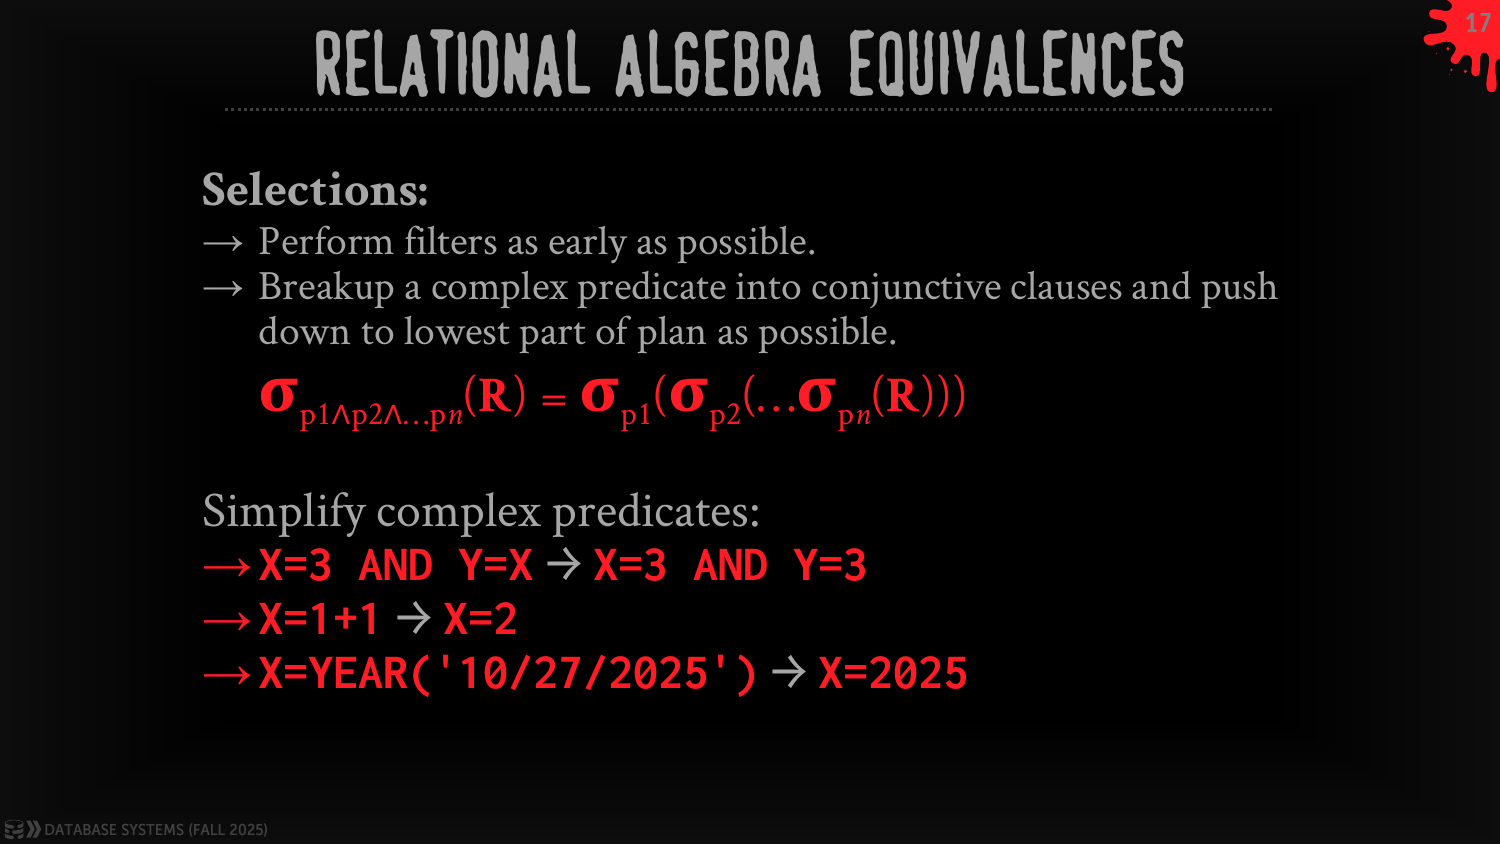 17
RELATIONAL ALGEBRA EQUIVALENCES
Selections:
→ Perform filters as early as possible.
→ Breakup a complex predicate into conjunctive clauses and push
down to lowest part of plan as possible.
σp1∧p2∧…pn(R) = σp1(σp2(…σpn(R)))
Simplify complex predicates:
→X=3 AND Y=X → X=3 AND Y=3
→X=1+1 → X=2
→X=YEAR('10/27/2025') → X=2025
DATABASE SYSTEMS (FALL 2025)